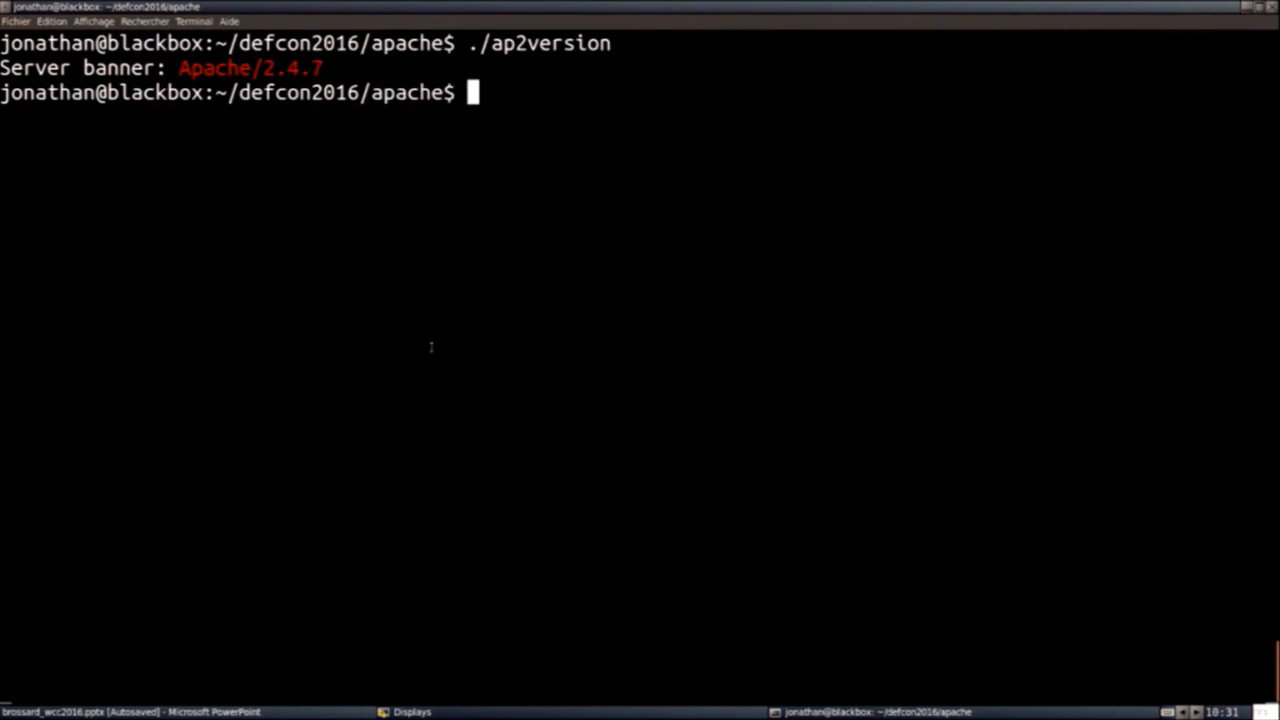 jonathan@blackbox: ~/defcon2016/apache
Fichier Edition Affichage Rechercher Terminal Aide
jonathan@blackbox:~/defcon2016/apache$ ./ap2version
Server banner: Apache/2.4.7
jonathan@blackbox:~/defcon2016/apache$
brossard_wcc2016.pptx [Autosaved] - Microsoft PowerPoint
Displays
jonathan@blackbox: ~/defcon2016/apache
10:31